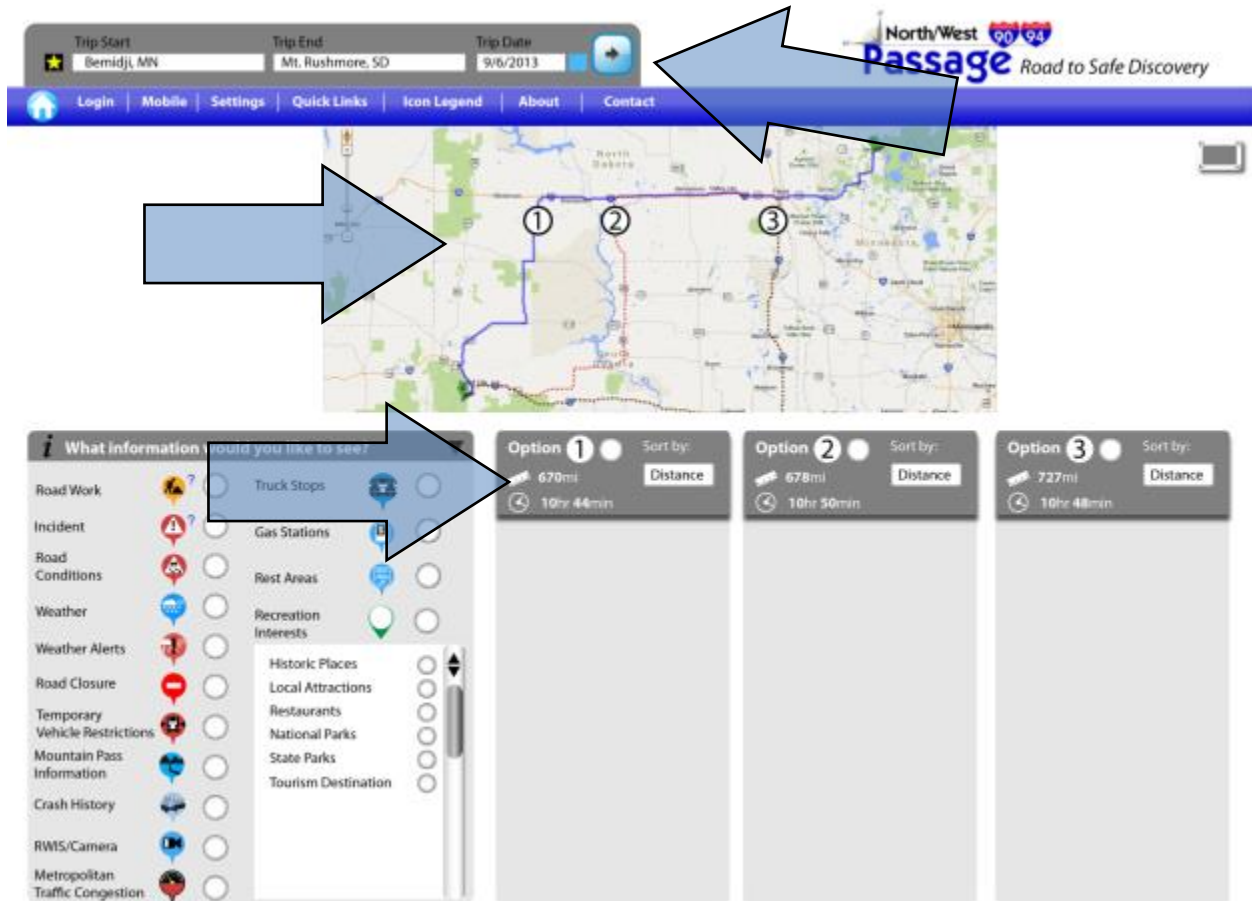 Trip Start Trip End Trip Date
Bemidji, MN Mt. Rushmore, SD 9/6/2013
North/West 90 94
Passage Road to Safe Discovery
Login Mobile Settings Quick Links Icon Legend About Contact
North
Dakota
Minnesota
Minneapolis
1 2 3
i What information would you like to see?
Road Work ?
Incident ?
Road
Conditions
Weather
Weather Alerts
Road Closure
Temporary
Vehicle Restrictions
Mountain Pass
Information
Crash History
RWIS/Camera
Metropolitan
Traffic Congestion
Truck Stops
Gas Stations
Rest Areas
Recreation
Interests
Historic Places
Local Attractions
Restaurants
National Parks
State Parks
Tourism Destination
Option 1 Sort by:
670mi Distance
10hr 44min
Option 2 Sort by:
678mi Distance
10hr 50min
Option 3 Sort by:
727mi Distance
10hr 48min